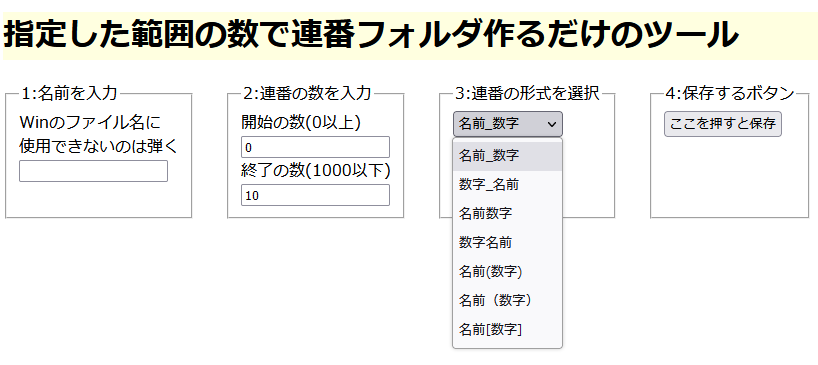 指定した範囲の数で連番フォルダ作るだけのツール
1:名前を入力
Winのファイル名に
使用できないのは弾く
2:連番の数を入力
開始の数(0以上)
0
終了の数(1000以下)
10
3:連番の形式を選択
名前_数字
名前_数字
数字_名前
名前数字
数字名前
名前(数字)
名前（数字）
名前[数字]
4:保存するボタン
ここを押すと保存